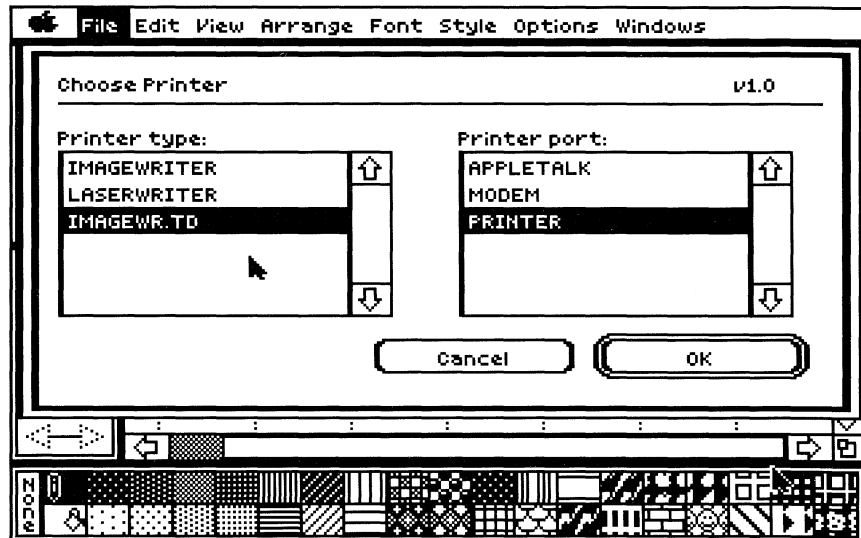 File Edit View Arrange Font Style Options Windows
Choose Printer v1.0
Printer type: Printer port:
IMAGEWRITER APPLETALK
LASERWRITER MODEM
IMAGEWR.TD PRINTER
Cancel OK
None